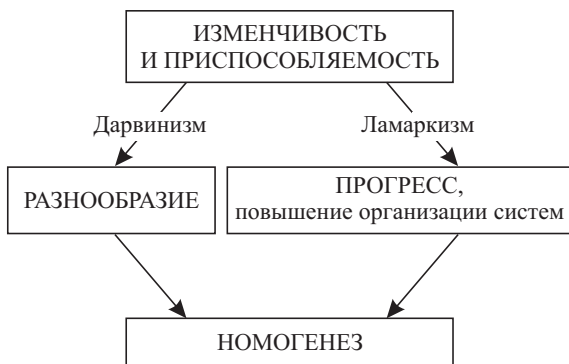 ИЗМЕНЧИВОСТЬ
И ПРИСПОСОБЛЯЕМОСТЬ
Дарвинизм
Ламаркизм
РАЗНООБРАЗИЕ
ПРОГРЕСС,
повышение организации систем
НОМОГЕНЕЗ